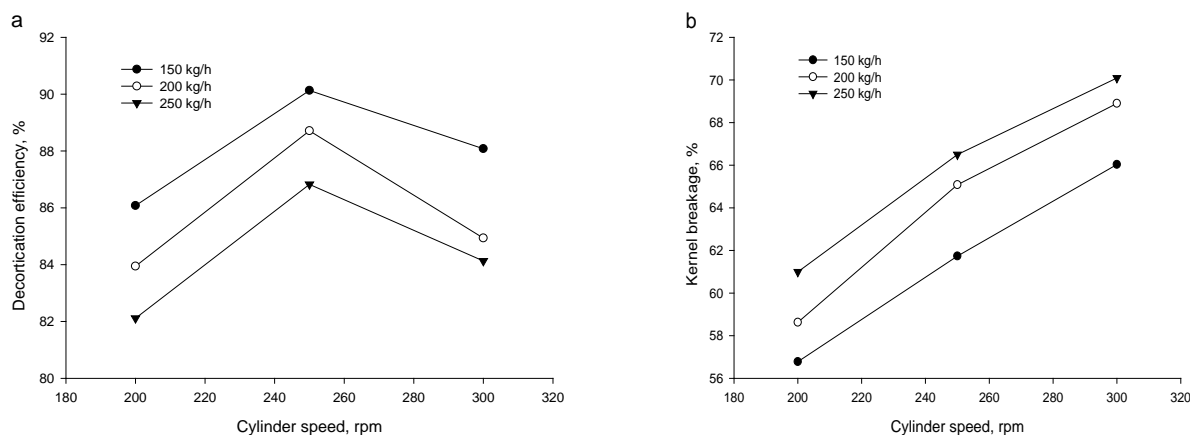 a
92
90
88
86
84
82
80
Decortication efficiency, %
150 kg/h
200 kg/h
250 kg/h
180 200 220 240 260 280 300 320
Cylinder speed, rpm
b
72
70
68
66
64
62
60
58
56
Kernel breakage, %
150 kg/h
200 kg/h
250 kg/h
180 200 220 240 260 280 300 320
Cylinder speed, rpm